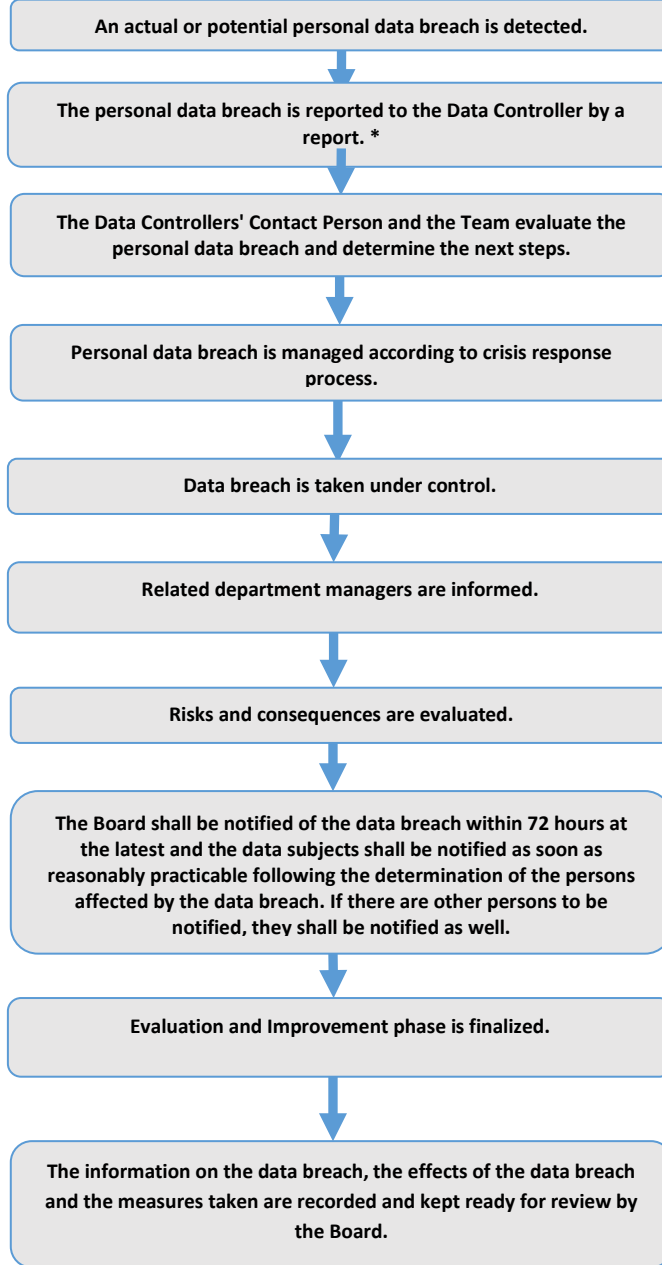 An actual or potential personal data breach is detected.
The personal data breach is reported to the Data Controller by a
report. *
The Data Controllers' Contact Person and the Team evaluate the
personal data breach and determine the next steps.
Personal data breach is managed according to crisis response
process.
Data breach is taken under control.
Related department managers are informed.
Risks and consequences are evaluated.
The Board shall be notified of the data breach within 72 hours at
the latest and the data subjects shall be notified as soon as
reasonably practicable following the determination of the persons
affected by the data breach. If there are other persons to be
notified, they shall be notified as well.
Evaluation and Improvement phase is finalized.
The information on the data breach, the effects of the data breach
and the measures taken are recorded and kept ready for review by
the Board.